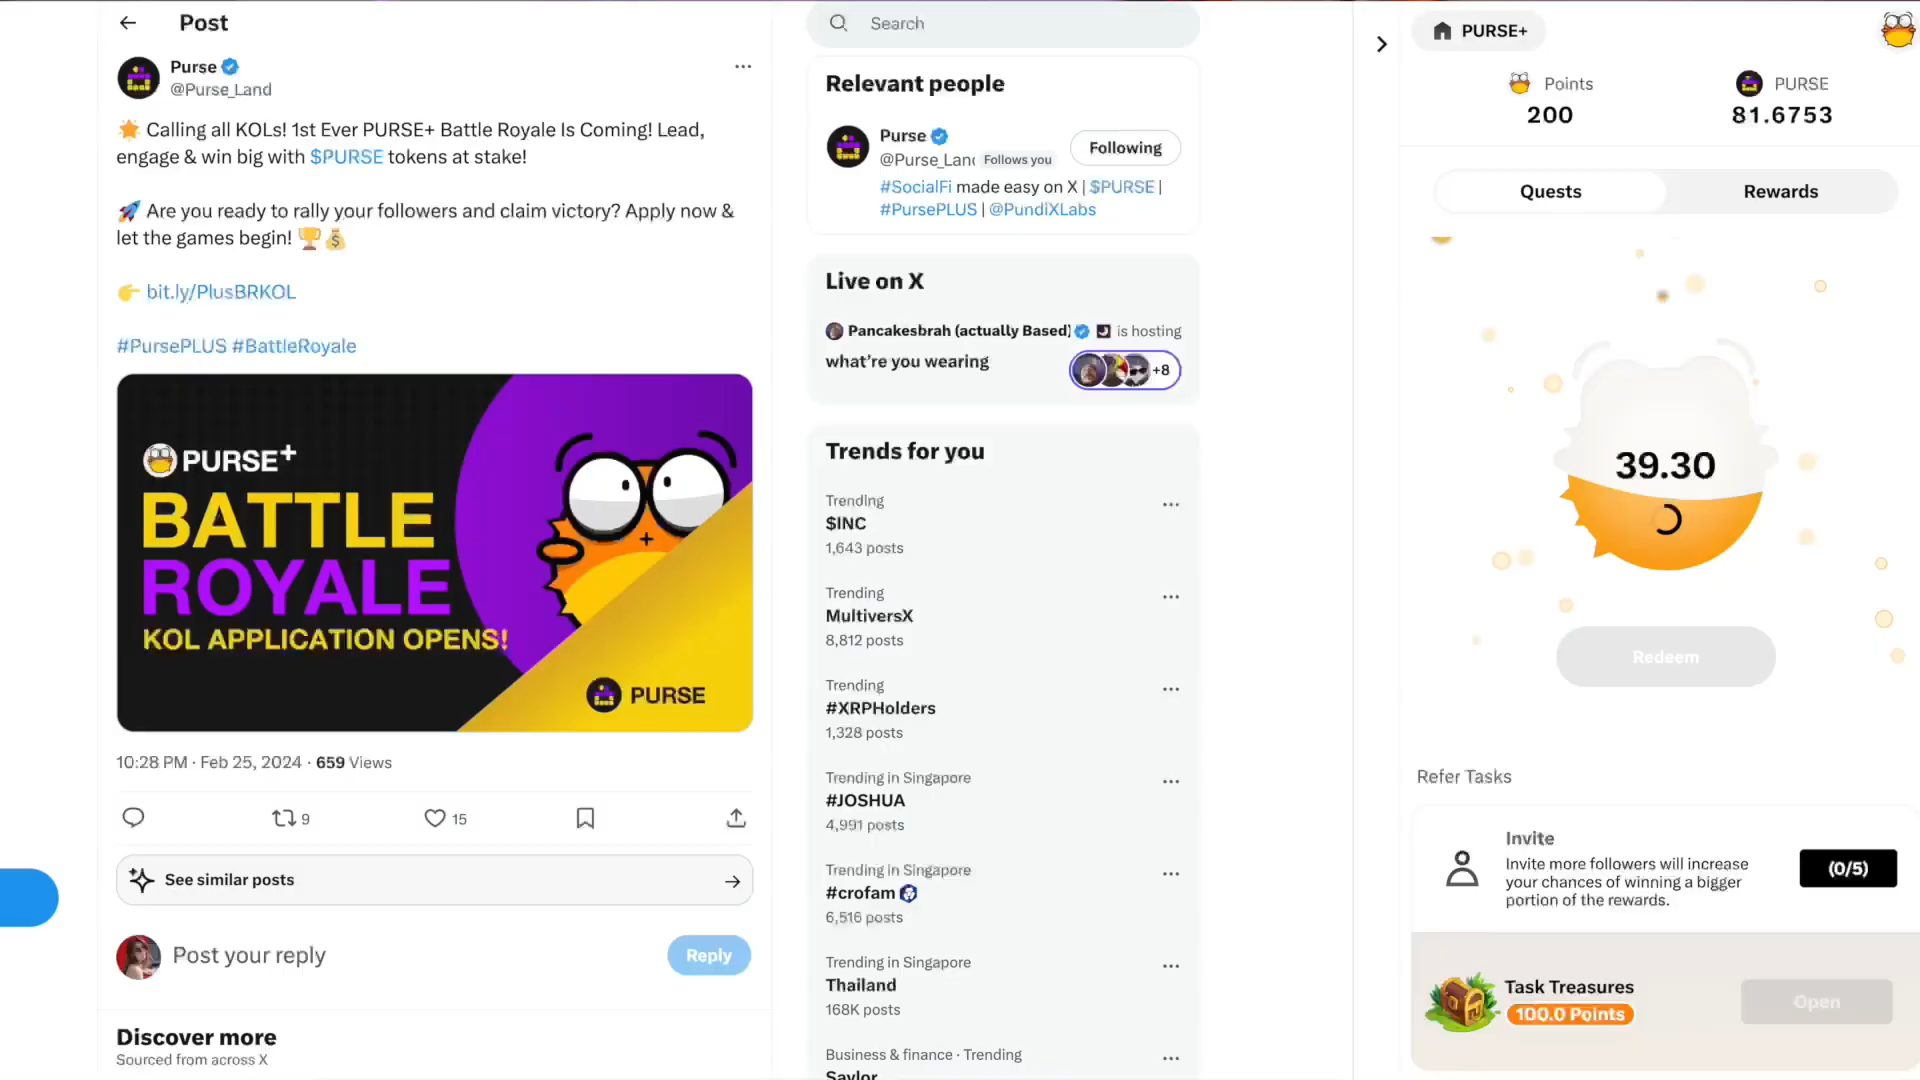 Post
Purse
@Purse_Land
Calling all KOLs! 1st Ever PURSE+ Battle Royale Is Coming! Lead,
engage & win big with $PURSE tokens at stake!
Are you ready to rally your followers and claim victory? Apply now &
let the games begin!
bit.ly/PlusBRKOL
#PursePLUS #BattleRoyale
PURSE+
BATTLE
ROYALE
KOL APPLICATION OPENS!
PURSE
10:28 PM · Feb 25, 2024 · 659 Views
9
15
See similar posts
Post your reply
Reply
Discover more
Sourced from across X
Search
Relevant people
Purse
Following
@Purse_Lan
Follows you
#SocialFi made easy on X | $PURSE |
#PursePLUS | @PundiXLabs
Live on X
Pancakesbrah (actually Based)
is hosting
what're you wearing
+8
Trends for you
Trending
$INC
1,643 posts
Trending
MultiversX
8,812 posts
Trending
#XRPHolders
1,328 posts
Trending in Singapore
#JOSHUA
4,991 posts
Trending in Singapore
#crofam
6,516 posts
Trending in Singapore
Thailand
168K posts
Business & finance · Trending
Saylor
PURSE+
Points
200
PURSE
81.6753
Quests
Rewards
39.30
Redeem
Refer Tasks
Invite
Invite more followers will increase
your chances of winning a bigger
portion of the rewards.
(0/5)
Task Treasures
100.0 Points
Open